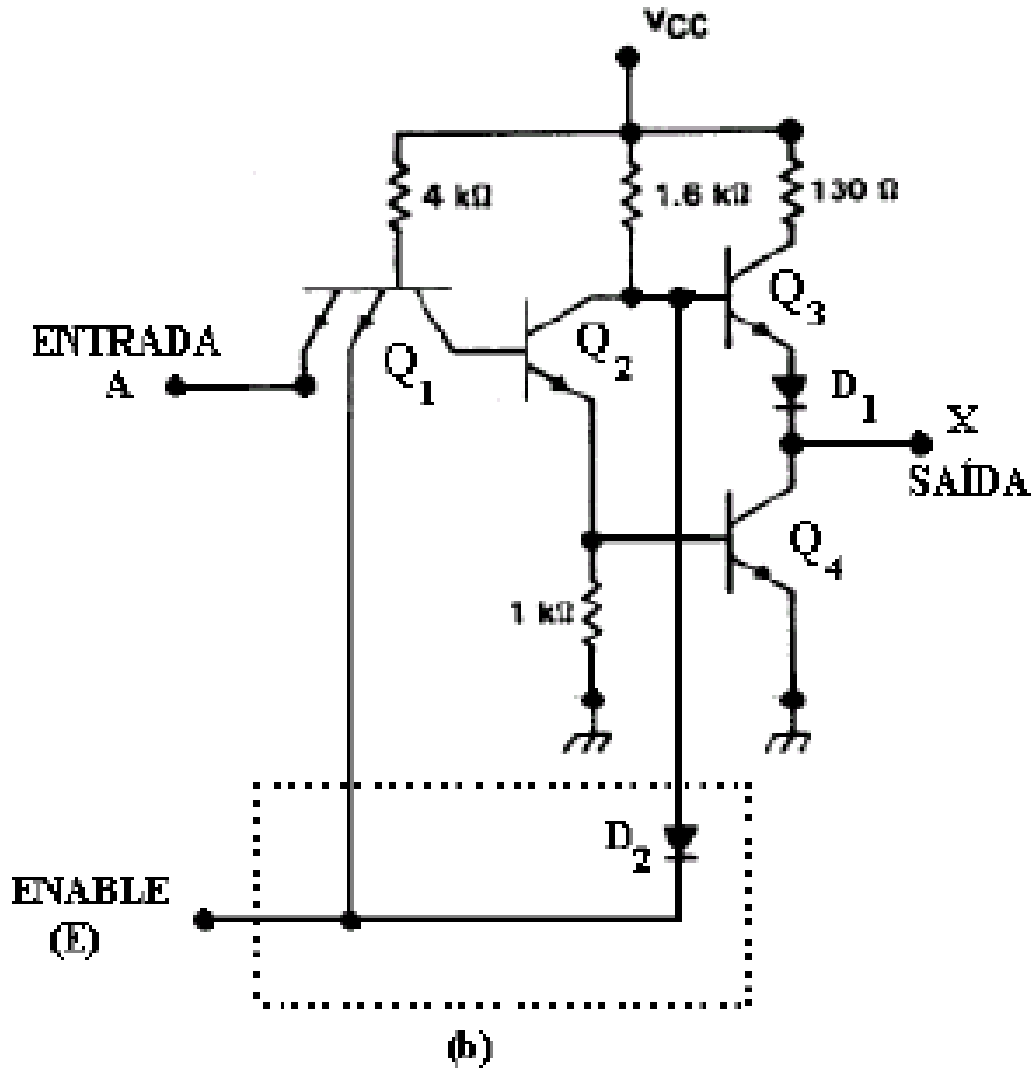 VCC
4 kΩ
1.6 kΩ
130 Ω
ENTRADA
A
Q1
Q2
Q3
D1
X
SAÍDA
Q4
1 kΩ
D2
ENABLE
(E)
(b)